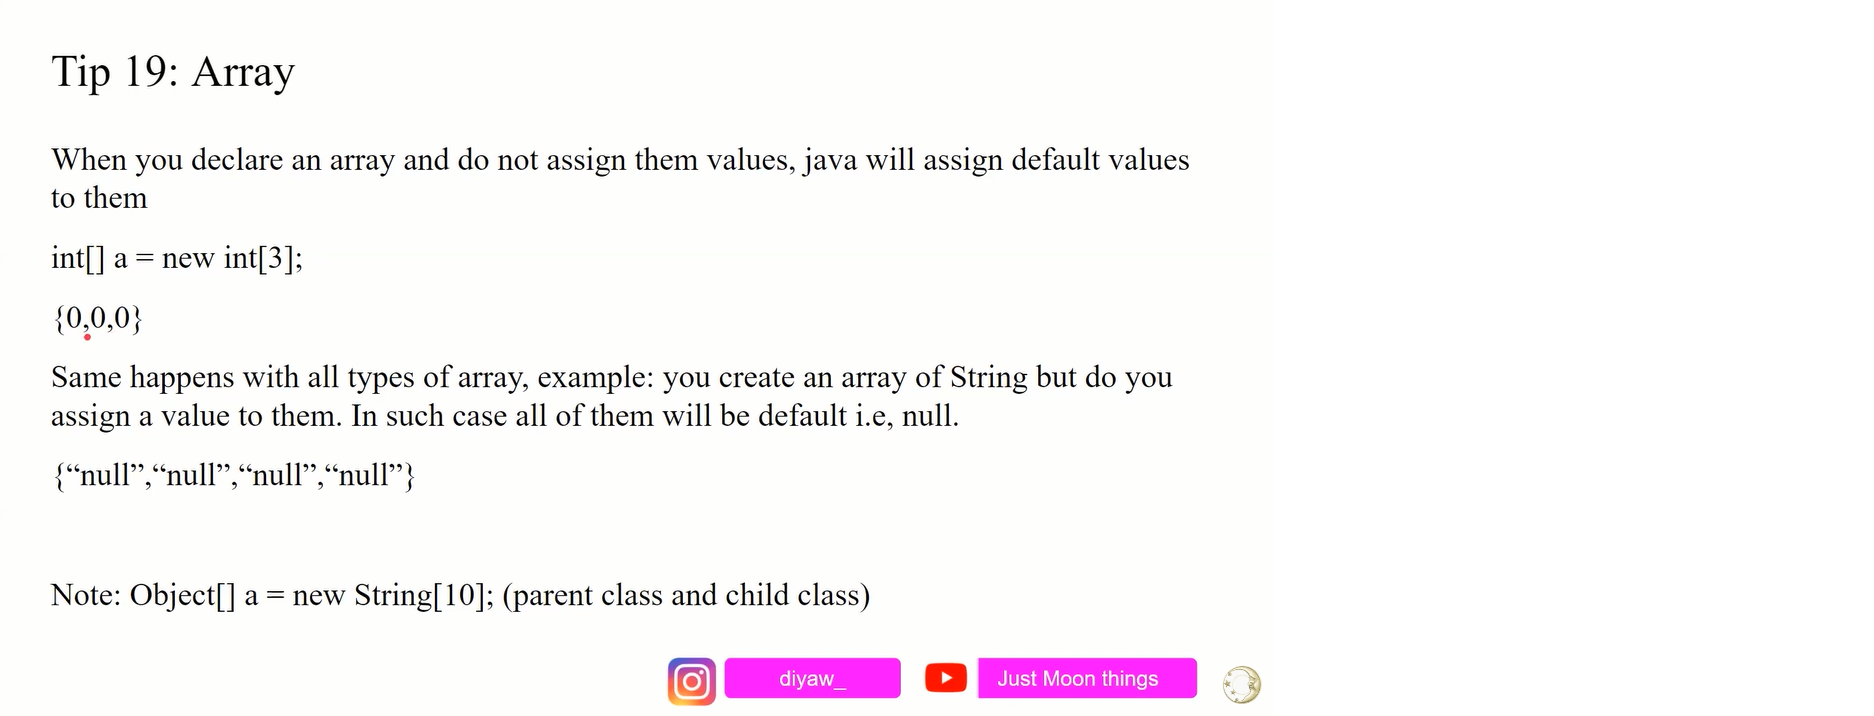 Tip 19: Array
When you declare an array and do not assign them values, java will assign default values
to them
int[] a = new int[3];
{0,0,0}
Same happens with all types of array, example: you create an array of String but do you
assign a value to them. In such case all of them will be default i.e, null.
{“null”,“null”,“null”,“null”}
Note: Object[] a = new String[10]; (parent class and child class)
diyaw_ Just Moon things